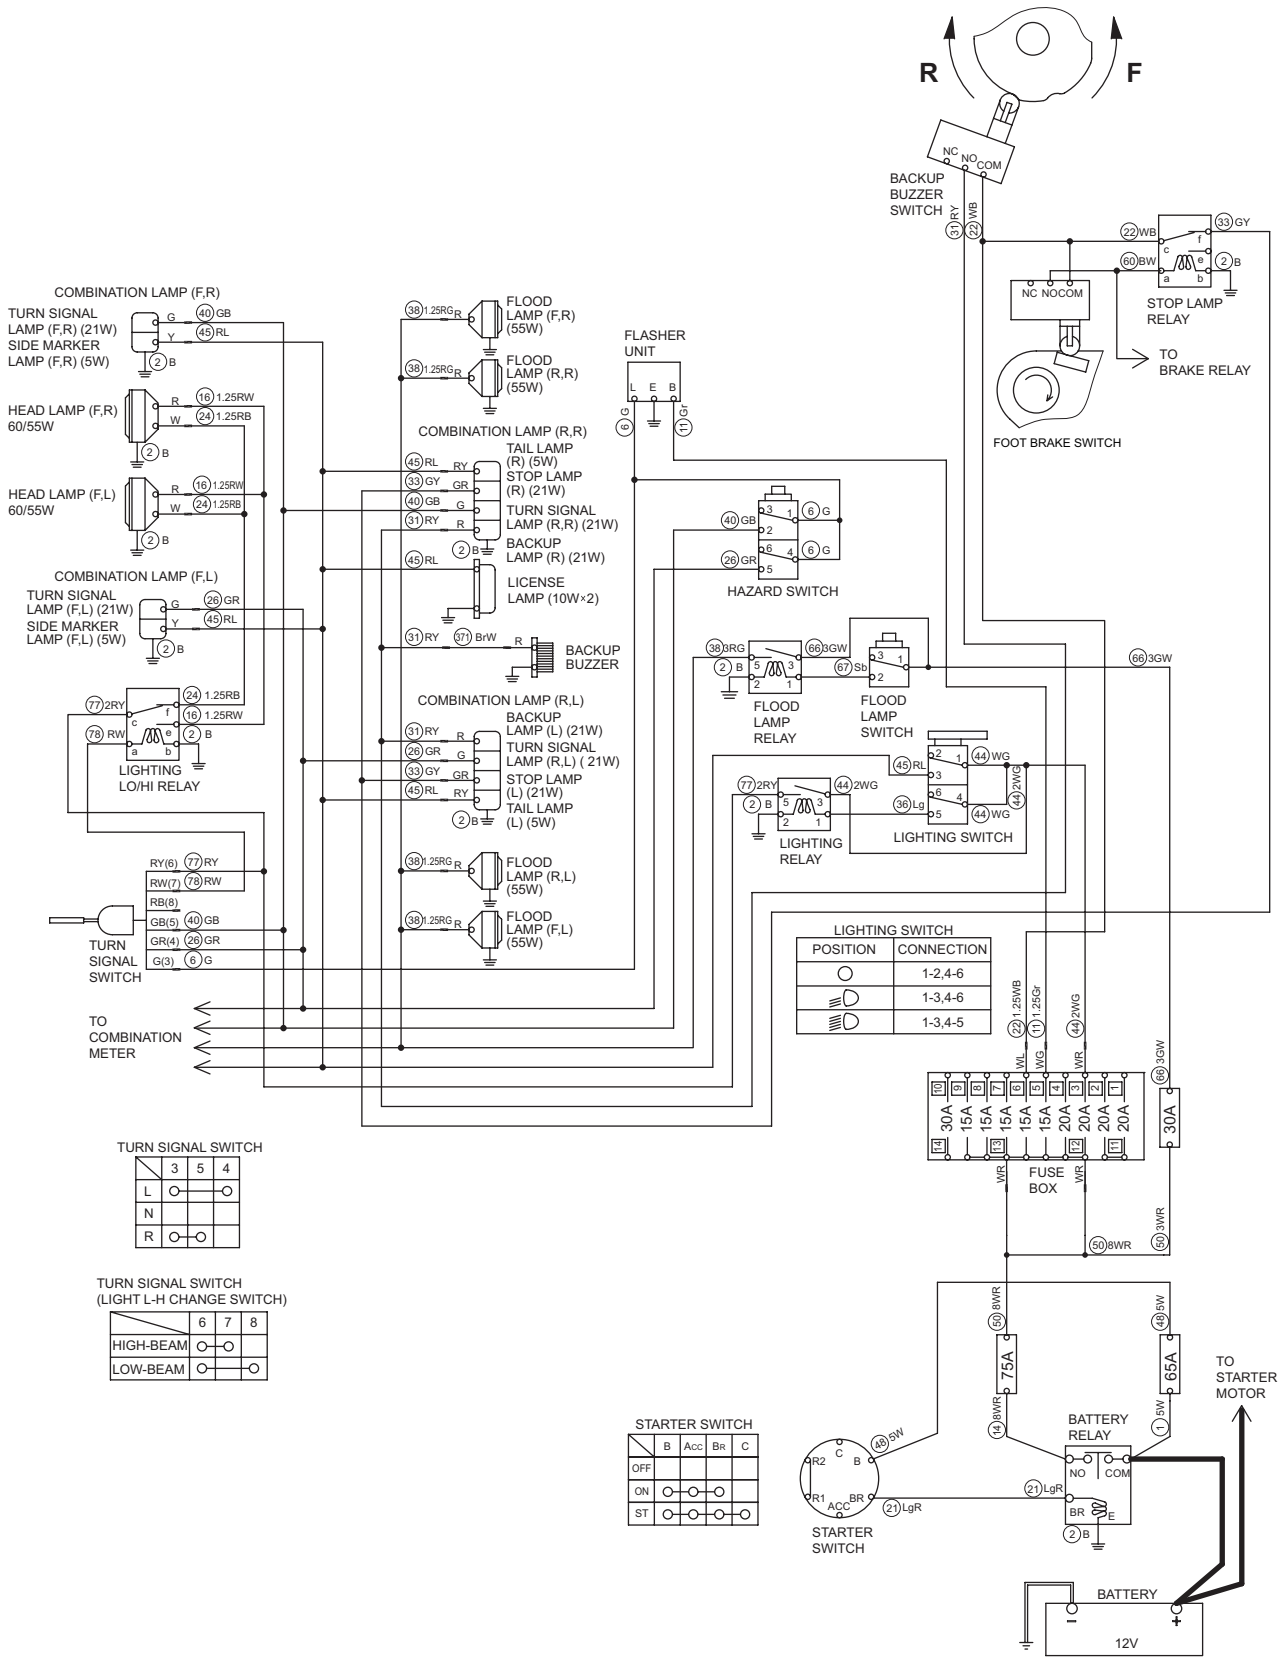 R
F
NC
NO
COM
BACKUP
BUZZER
SWITCH
31 RY
22 WB
22 WB
33 GY
c
f
e
60 BW
a
b
2 B
STOP LAMP
RELAY
NC NO COM
TO
BRAKE RELAY
FOOT BRAKE SWITCH
COMBINATION LAMP (F,R)
TURN SIGNAL
LAMP (F,R) (21W)
SIDE MARKER
LAMP (F,R) (5W)
G 40 GB
Y 45 RL
2 B
HEAD LAMP (F,R)
60/55W
R 16 1.25RW
W 24 1.25RB
2 B
HEAD LAMP (F,L)
60/55W
R 16 1.25RW
W 24 1.25RB
2 B
COMBINATION LAMP (F,L)
TURN SIGNAL
LAMP (F,L) (21W)
SIDE MARKER
LAMP (F,L) (5W)
G 26 GR
Y 45 RL
2 B
77 2RY
78 RW
c
f
e
a
b
24 1.25RB
16 1.25RW
2 B
LIGHTING
LO/HI RELAY
RY(6) 77 RY
RW(7) 78 RW
RB(8)
GB(5) 40 GB
GR(4) 26 GR
G(3) 6 G
TURN
SIGNAL
SWITCH
TO
COMBINATION
METER
38 1.25RG R
FLOOD
LAMP (F,R)
(55W)
38 1.25RG R
FLOOD
LAMP (R,R)
(55W)
COMBINATION LAMP (R,R)
45 RL RY
33 GY GR
40 GB G
31 RY R
TAIL LAMP
(R) (5W)
STOP LAMP
(R) (21W)
TURN SIGNAL
LAMP (R,R) (21W)
BACKUP
LAMP (R) (21W)
2 B
45 RL
LICENSE
LAMP (10W×2)
31 RY 371 BrW R
BACKUP
BUZZER
COMBINATION LAMP (R,L)
31 RY R
26 GR G
33 GY GR
45 RL RY
BACKUP
LAMP (L) (21W)
TURN SIGNAL
LAMP (R,L) ( 21W)
STOP LAMP
(L) (21W)
TAIL LAMP
(L) (5W)
2 B
38 1.25RG R
FLOOD
LAMP (R,L)
(55W)
38 1.25RG R
FLOOD
LAMP (F,L)
(55W)
FLASHER
UNIT
L E B
6 G
11 Gr
40 GB
26 GR
3 1
2
6 4
5
6 G
6 G
HAZARD SWITCH
38 3RG
2 B
5 3
2 1
66 3GW
67 Sb
3 1
2
66 3GW
FLOOD
LAMP
RELAY
FLOOD
LAMP
SWITCH
45 RL
36 Lg
2 1
3
6 4
5
44 WG
44 2WG
44 WG
LIGHTING SWITCH
77 2RY
2 B
5 3
2 1
44 2WG
LIGHTING
RELAY
LIGHTING SWITCH
POSITION CONNECTION
1-2,4-6
1-3,4-6
1-3,4-5
22 1.25WB
11 1.25Gr
44 2WG
66 3GW
WL
WG
WR
10 9 8 7 6 5 4 3 2 1
30A 15A 15A 15A 15A 15A 20A 20A 20A 20A
14 13 12 11
30A
WR
WR
FUSE
BOX
50 8WR
50 3WR
50 8WR
48 5W
75A
65A
14 8WR
1 5W
TO
STARTER
MOTOR
BATTERY
RELAY
NO COM
BR E
2 B
21 LgR
21 LgR
48 5W
R2
C
B
R1
ACC
BR
STARTER
SWITCH
BATTERY
− +
12V
TURN SIGNAL SWITCH
3 5 4
L
N
R
TURN SIGNAL SWITCH
(LIGHT L-H CHANGE SWITCH)
6 7 8
HIGH-BEAM
LOW-BEAM
STARTER SWITCH
B ACC BR C
OFF
ON
ST